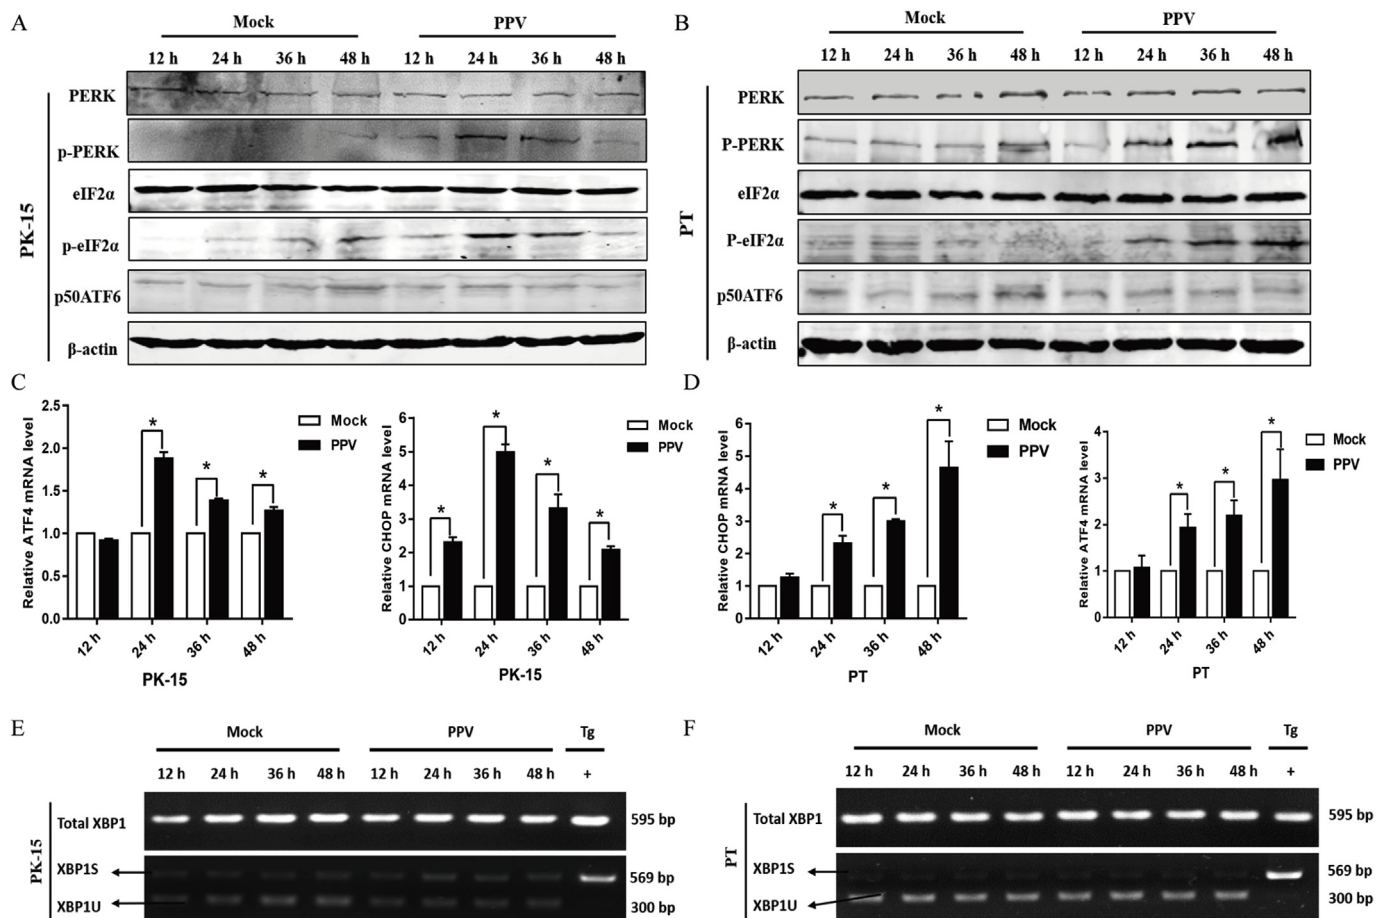 A
Mock
PPV
12 h 24 h 36 h 48 h 12 h 24 h 36 h 48 h
PK-15
PERK
p-PERK
eIF2α
p-eIF2α
p50ATF6
β-actin
B
Mock
PPV
12 h 24 h 36 h 48 h 12 h 24 h 36 h 48 h
PT
PERK
P-PERK
eIF2α
P-eIF2α
p50ATF6
β-actin
C
Relative ATF4 mRNA level
2.5
2.0
1.5
1.0
0.5
0.0
* * *
Mock
PPV
12 h 24 h 36 h 48 h
PK-15
Relative CHOP mRNA level
6
5
4
3
2
1
0
* * * *
Mock
PPV
12 h 24 h 36 h 48 h
PK-15
D
Relative CHOP mRNA level
6
5
4
3
2
1
0
* * *
Mock
PPV
12 h 24 h 36 h 48 h
PT
Relative ATF4 mRNA level
4
3
2
1
0
* * *
Mock
PPV
12 h 24 h 36 h 48 h
PT
E
Mock PPV Tg
12 h 24 h 36 h 48 h 12 h 24 h 36 h 48 h +
PK-15
Total XBP1 595 bp
XBP1S 569 bp
XBP1U 300 bp
F
Mock PPV Tg
12 h 24 h 36 h 48 h 12 h 24 h 36 h 48 h +
PT
Total XBP1 595 bp
XBP1S 569 bp
XBP1U 300 bp